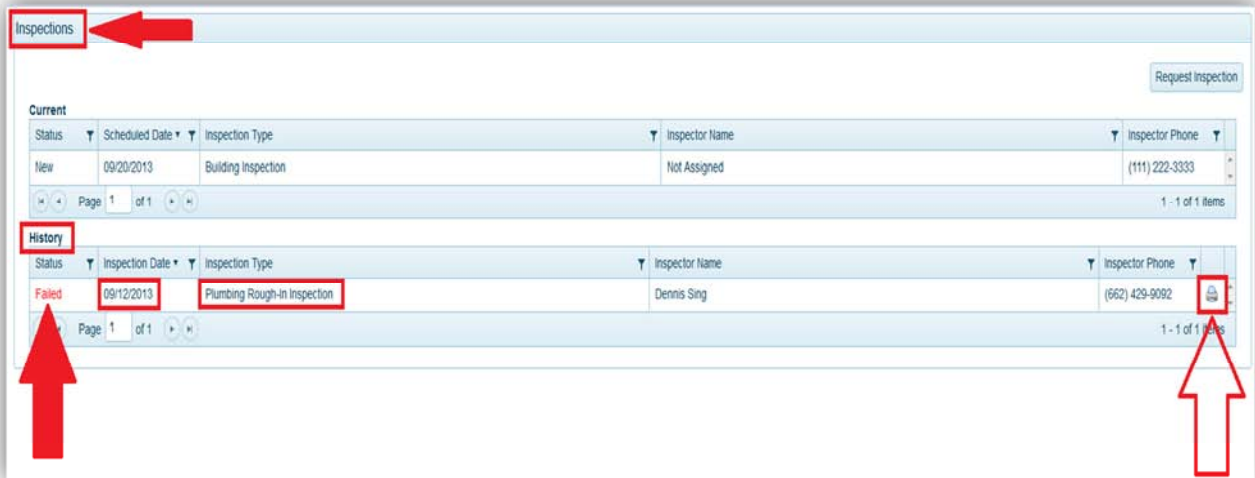 Inspections
Request Inspection
Current
Status Scheduled Date Inspection Type Inspector Name Inspector Phone
New 09/20/2013 Building Inspection Not Assigned (111) 222-3333
Page 1 of 1 1 - 1 of 1 items
History
Status Inspection Date Inspection Type Inspector Name Inspector Phone
Failed 09/12/2013 Plumbing Rough-In Inspection Dennis Sing (662) 429-9092
Page 1 of 1 1 - 1 of 1 items